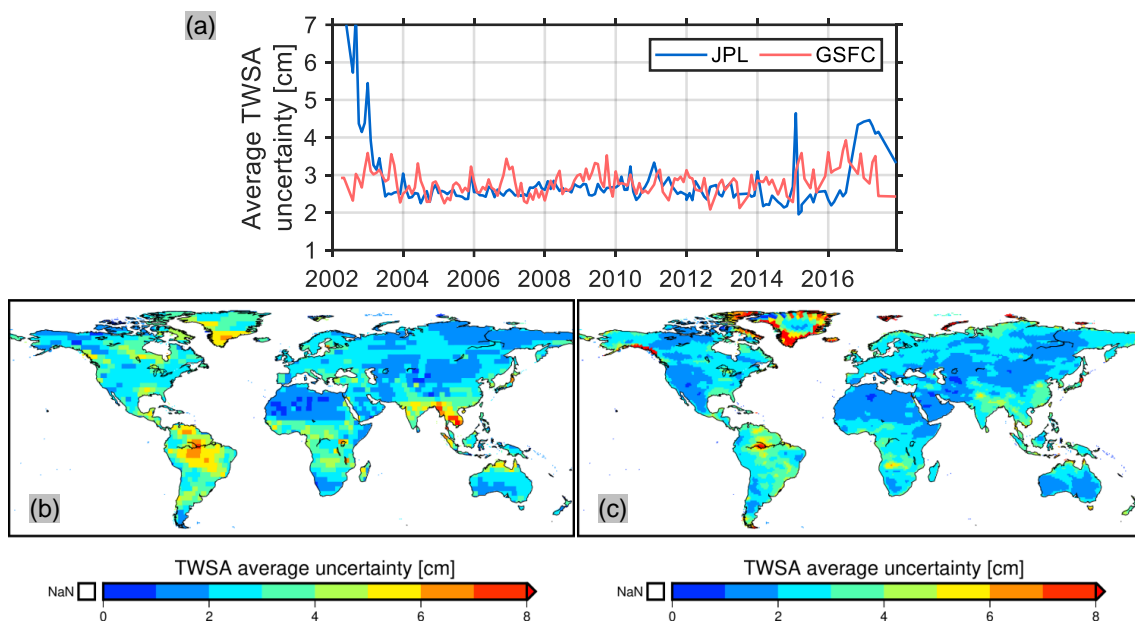 (a)
Average TWSA
uncertainty [cm]
7
6
5
4
3
2
1
JPL GSFC
2002 2004 2006 2008 2010 2012 2014 2016
(b)
(c)
TWSA average uncertainty [cm]
NaN
0 2 4 6 8
TWSA average uncertainty [cm]
NaN
0 2 4 6 8